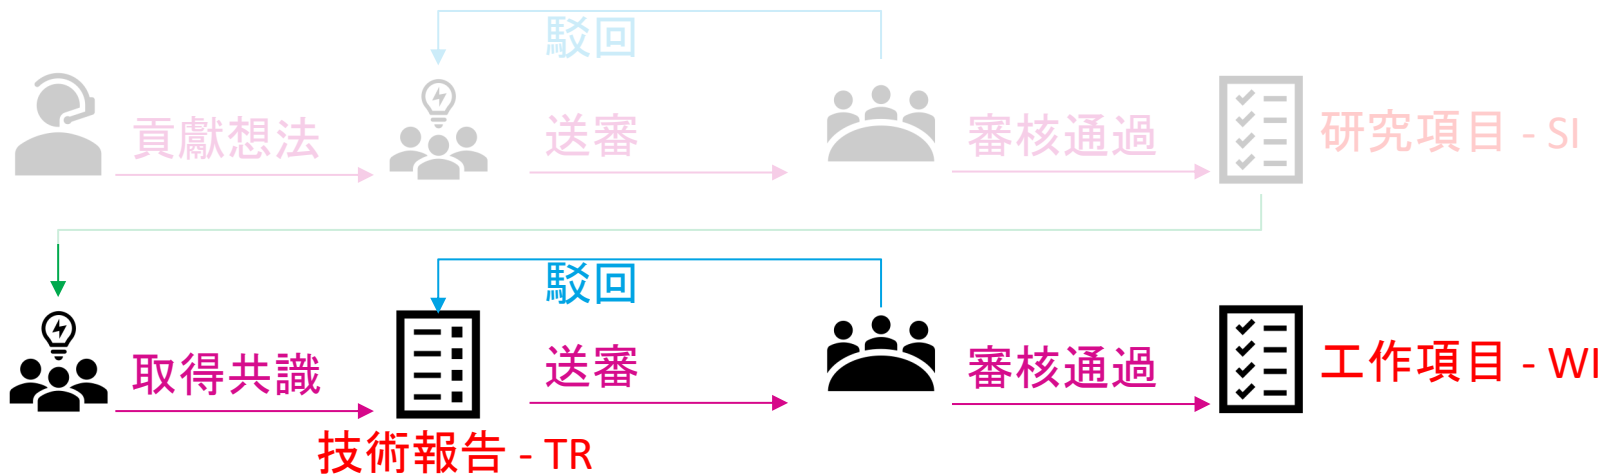 駁回
貢獻想法
送審
審核通過
研究項目 - SI
駁回
取得共識
送審
審核通過
工作項目 - WI
技術報告 - TR